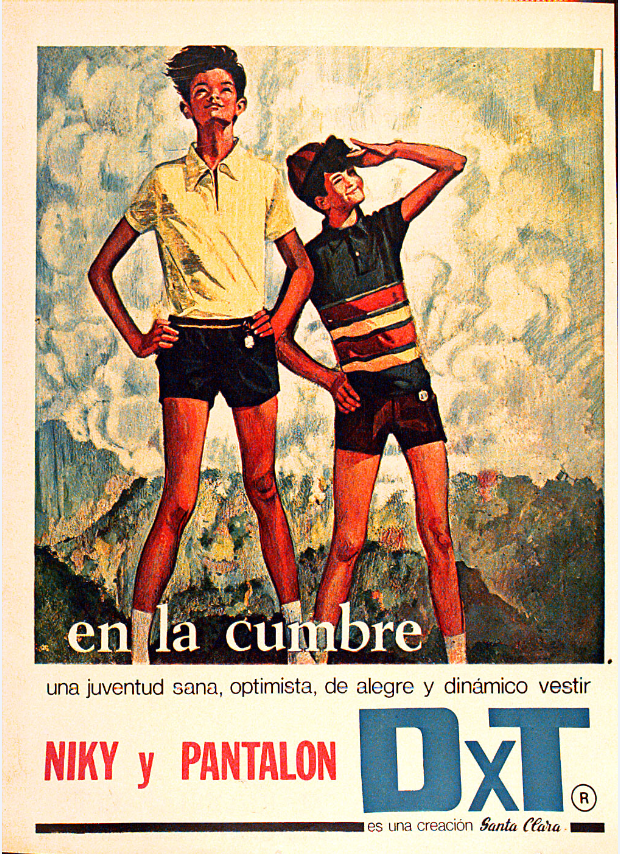 en la cumbre
una juventud sana, optimista, de alegre y dinámico vestir
NIKY y PANTALON DxT ®
es una creación Santa Clara